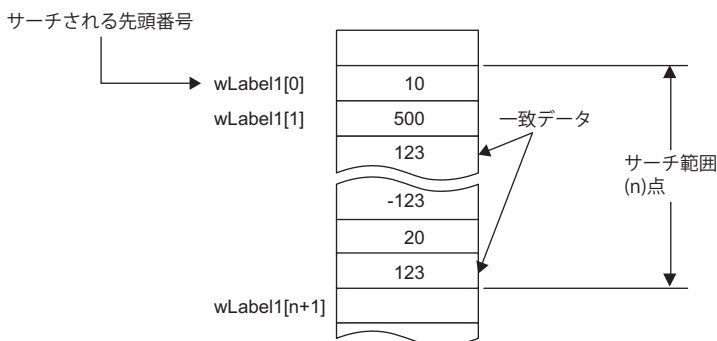 サーチされる先頭番号
wLabel1[0]
10
wLabel1[1]
500
一致データ
123
サーチ範囲
(n)点
-123
20
123
wLabel1[n+1]